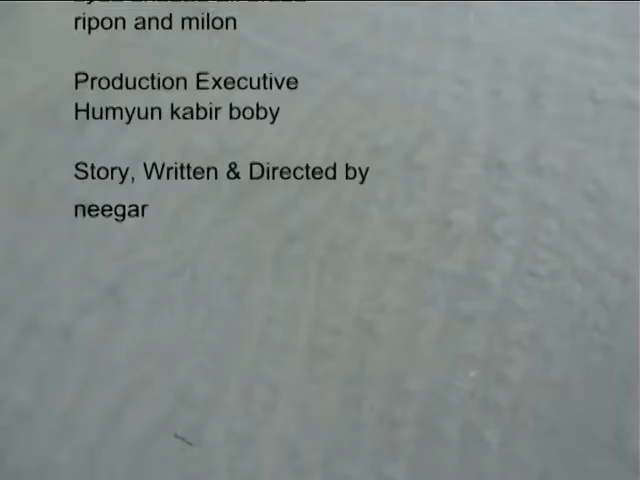 ripon and milon
Production Executive
Humyun kabir boby
Story, Written & Directed by
neegar